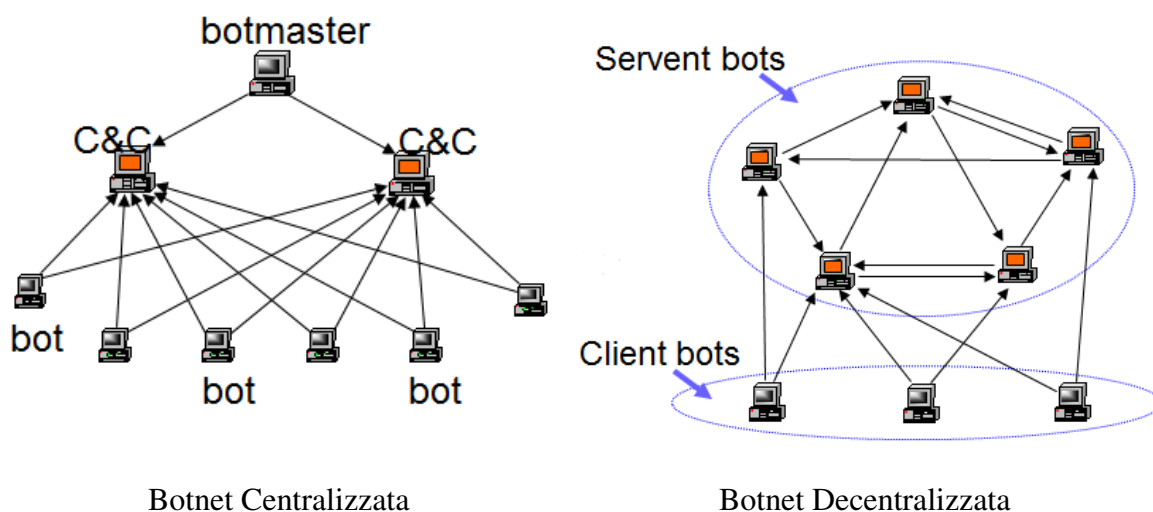 botmaster
C&C
C&C
bot
bot
bot
Servent bots
Client bots
Botnet Centralizzata
Botnet Decentralizzata